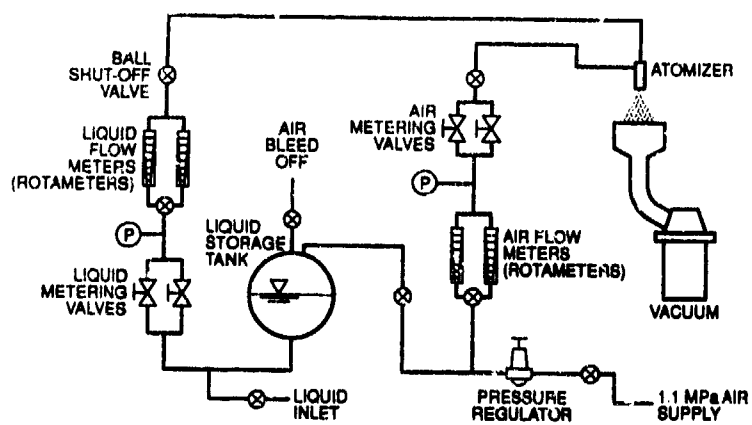 BALL
SHUT-OFF
VALVE
ATOMIZER
LIQUID
FLOW
METERS
(ROTAMETERS)
AIR
BLEED
OFF
AIR
METERING
VALVES
P
P
LIQUID
STORAGE
TANK
AIR FLOW
METERS
(ROTAMETERS)
LIQUID
METERING
VALVES
VACUUM
LIQUID
INLET
PRESSURE
REGULATOR
1.1 MPa AIR
SUPPLY